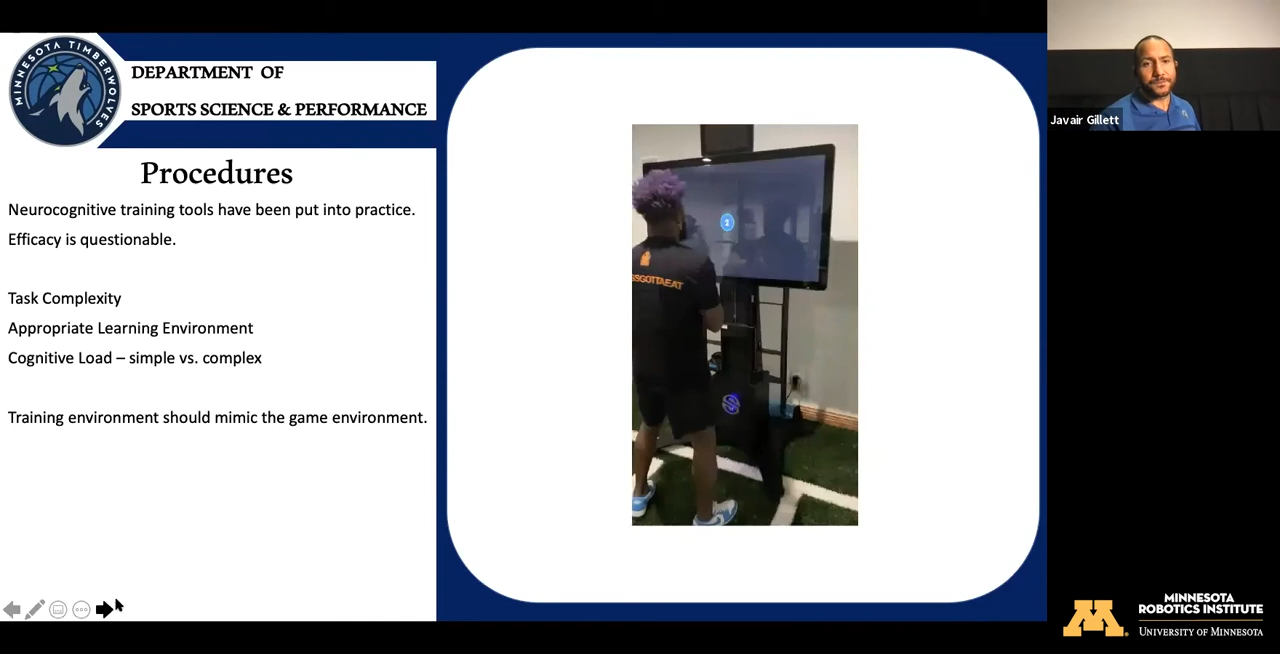 MINNESOTA TIMBERWOLVES
DEPARTMENT OF
SPORTS SCIENCE & PERFORMANCE
Procedures
Neurocognitive training tools have been put into practice.
Efficacy is questionable.
Task Complexity
Appropriate Learning Environment
Cognitive Load – simple vs. complex
Training environment should mimic the game environment.
2
Javair Gillett
M
MINNESOTA
ROBOTICS INSTITUTE
UNIVERSITY OF MINNESOTA